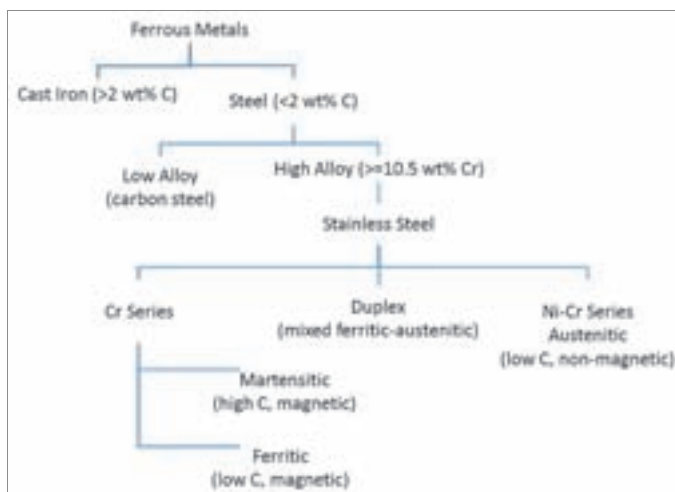 Ferrous Metals
Cast Iron (>2 wt% C)
Steel (<2 wt% C)
Low Alloy
(carbon steel)
High Alloy (>=10.5 wt% Cr)
Stainless Steel
Cr Series
Duplex
(mixed ferritic-austenitic)
Ni-Cr Series
Austenitic
(low C, non-magnetic)
Martensitic
(high C, magnetic)
Ferritic
(low C, magnetic)